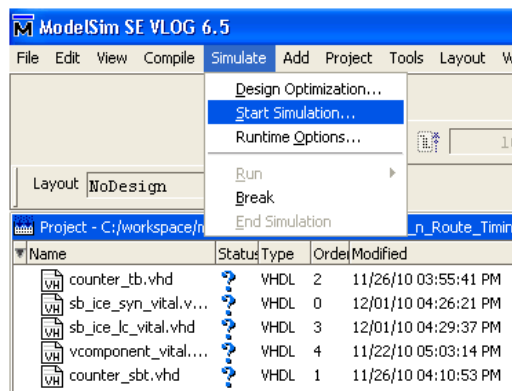 ModelSim SE VLOG 6.5
File Edit View Compile Simulate Add Project Tools Layout
Design Optimization...
Start Simulation...
Runtime Options...
Layout NoDesign
Run
Break
End Simulation
Project - C:/workspace/ _n_Route_Timin
Name Status Type Order Modified
counter_tb.vhd VHDL 2 11/26/10 03:55:41 PM
sb_ice_syn_vital.v... VHDL 0 12/01/10 04:26:21 PM
sb_ice_lc_vital.vhd VHDL 3 12/01/10 04:29:37 PM
vcomponent_vital.... VHDL 4 11/22/10 05:03:14 PM
counter_sbt.vhd VHDL 1 11/26/10 04:10:53 PM